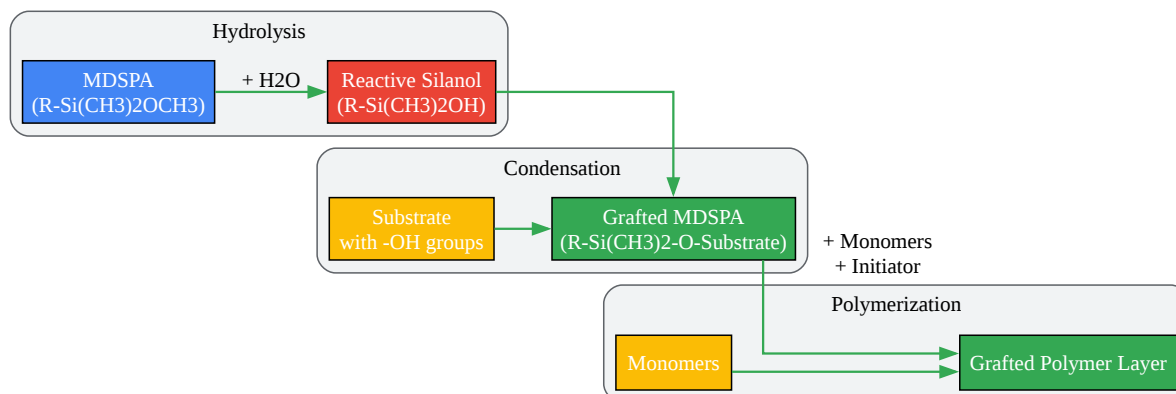 Hydrolysis
MDSPA
(R-Si(CH3)2OCH3)
+ H2O
Reactive Silanol
(R-Si(CH3)2OH)
Condensation
Substrate
with -OH groups
Grafted MDSPA
(R-Si(CH3)2-O-Substrate)
+ Monomers
+ Initiator
Polymerization
Monomers
Grafted Polymer Layer